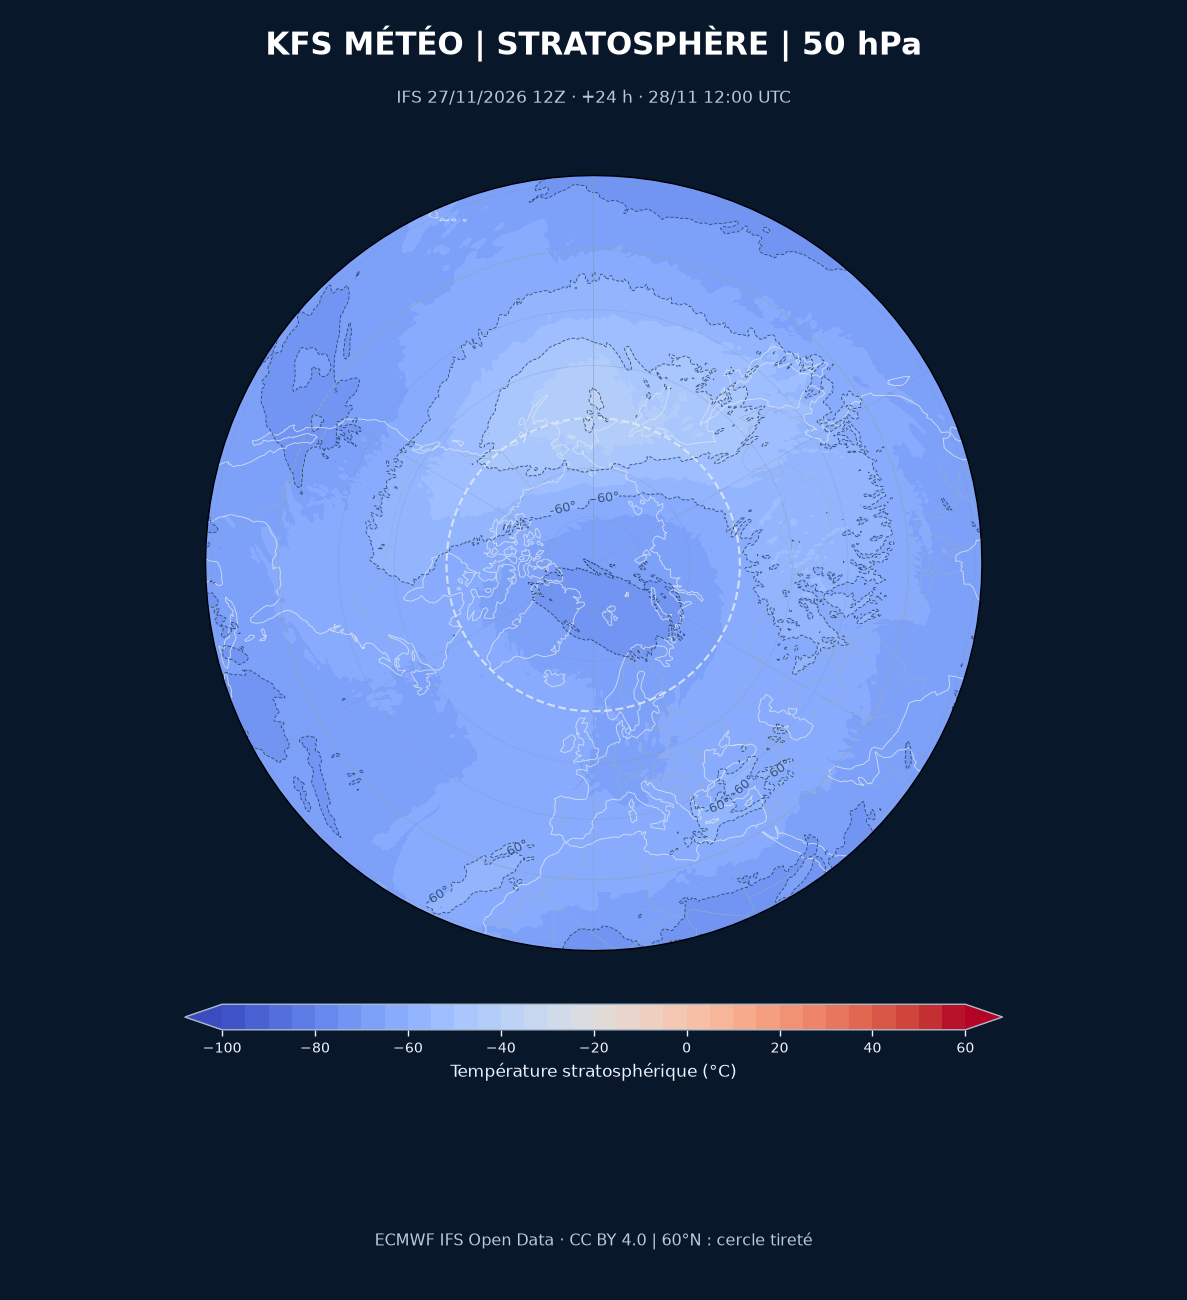 KFS MÉTÉO | STRATOSPHÈRE | 50 hPa
IFS 27/11/2026 12Z · +24 h · 28/11 12:00 UTC
-60°
-60°
-60°
-60°
-60°
-60°
-60°
−100 −80 −60 −40 −20 0 20 40 60
Température stratosphérique (°C)
ECMWF IFS Open Data · CC BY 4.0 | 60°N : cercle tireté